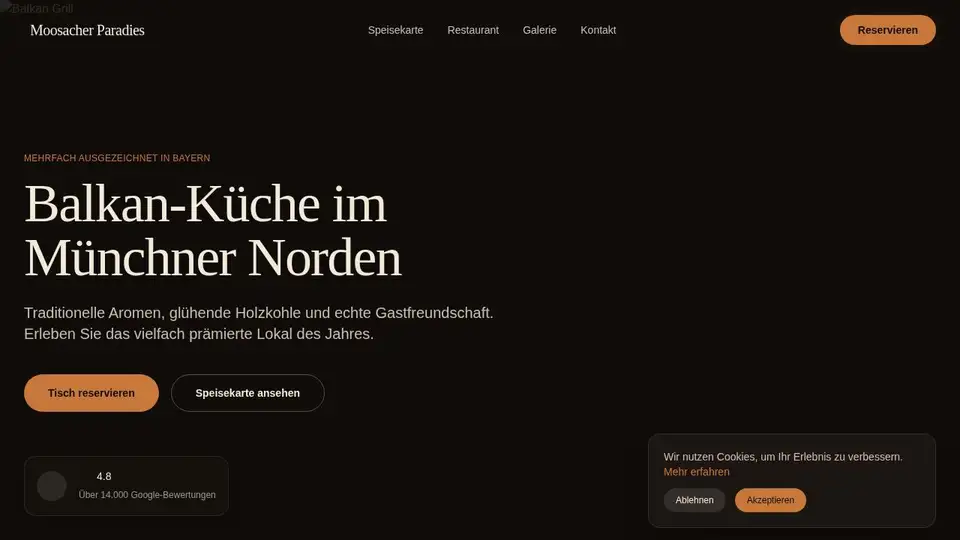 Balkan Grill
Moosacher Paradies
Speisekarte
Restaurant
Galerie
Kontakt
Reservieren
MEHRFACH AUSGEZEICHNET IN BAYERN
Balkan-Küche im
Münchner Norden
Traditionelle Aromen, glühende Holzkohle und echte Gastfreundschaft.
Erleben Sie das vielfach prämierte Lokal des Jahres.
Tisch reservieren
Speisekarte ansehen
4.8
Über 14.000 Google-Bewertungen
Wir nutzen Cookies, um Ihr Erlebnis zu verbessern.
Mehr erfahren
Ablehnen
Akzeptieren